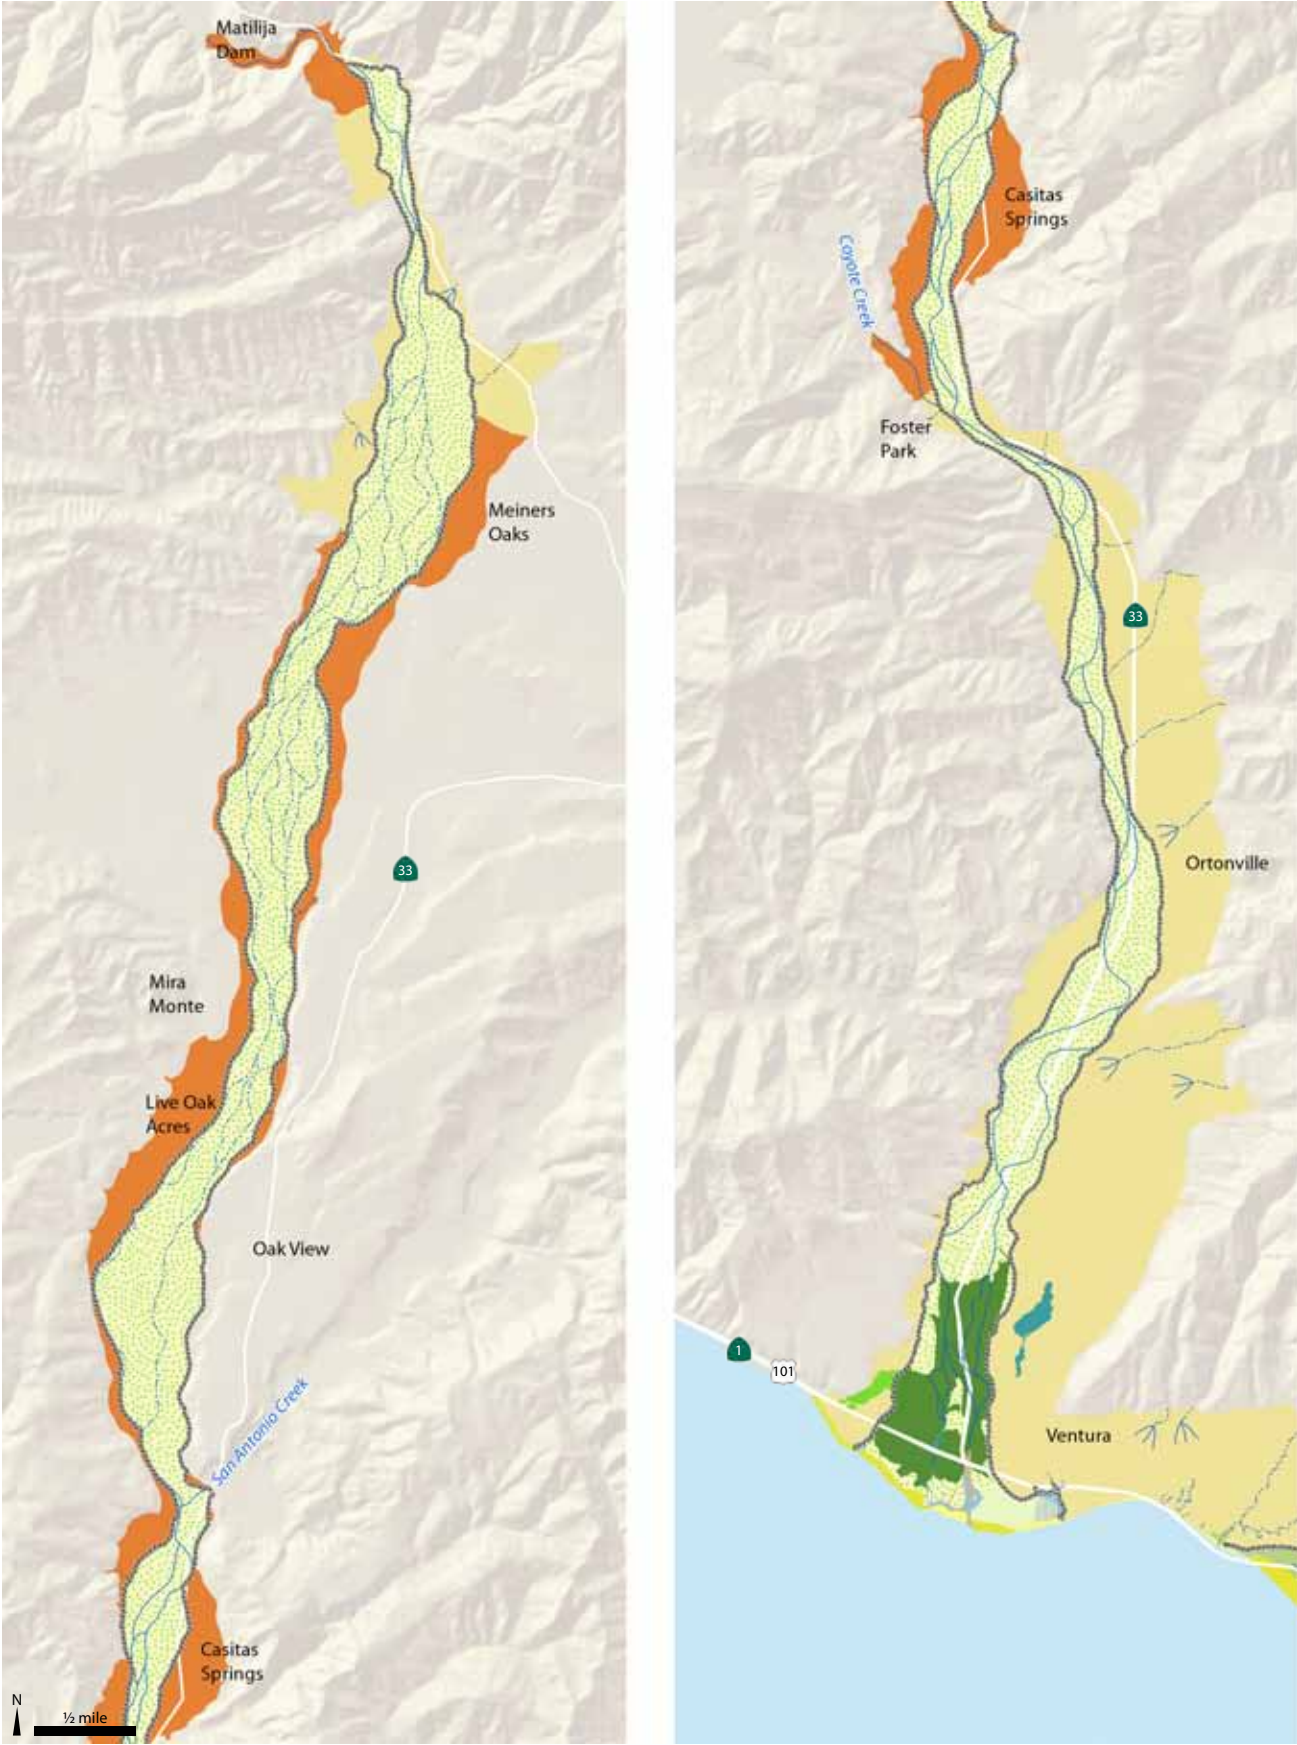 Matilija
Dam
Meiners
Oaks
33
Mira
Monte
Live Oak
Acres
Oak View
San Antonio Creek
Casitas
Springs
N
½ mile
Casitas
Springs
Coyote Creek
Foster
Park
33
Ortonville
1
101
Ventura